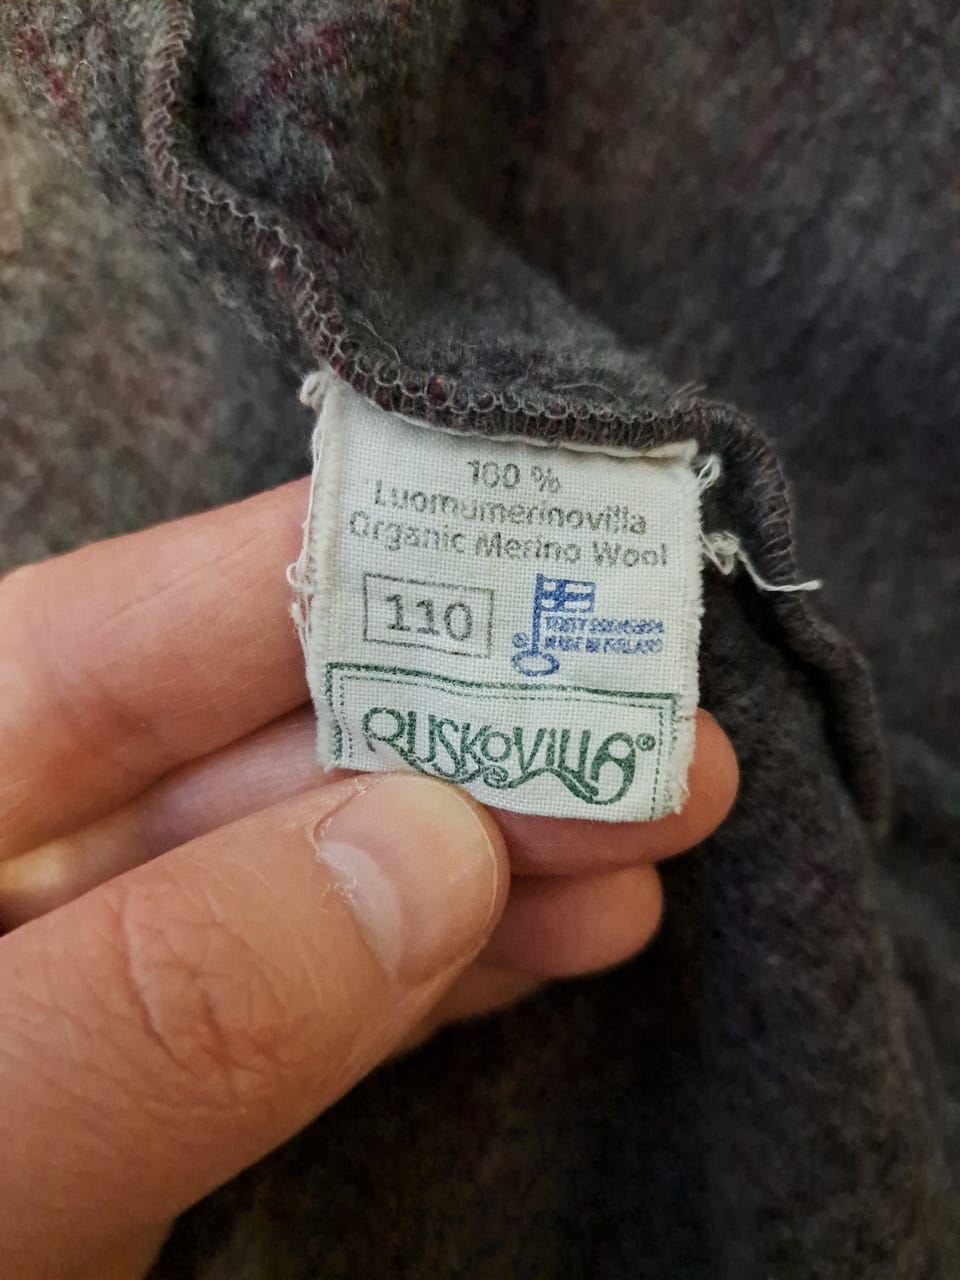 100 %
Luomumerinovilla
Organic Merino Wool
110
MADE IN FINLAND
RUSKOVILLA®